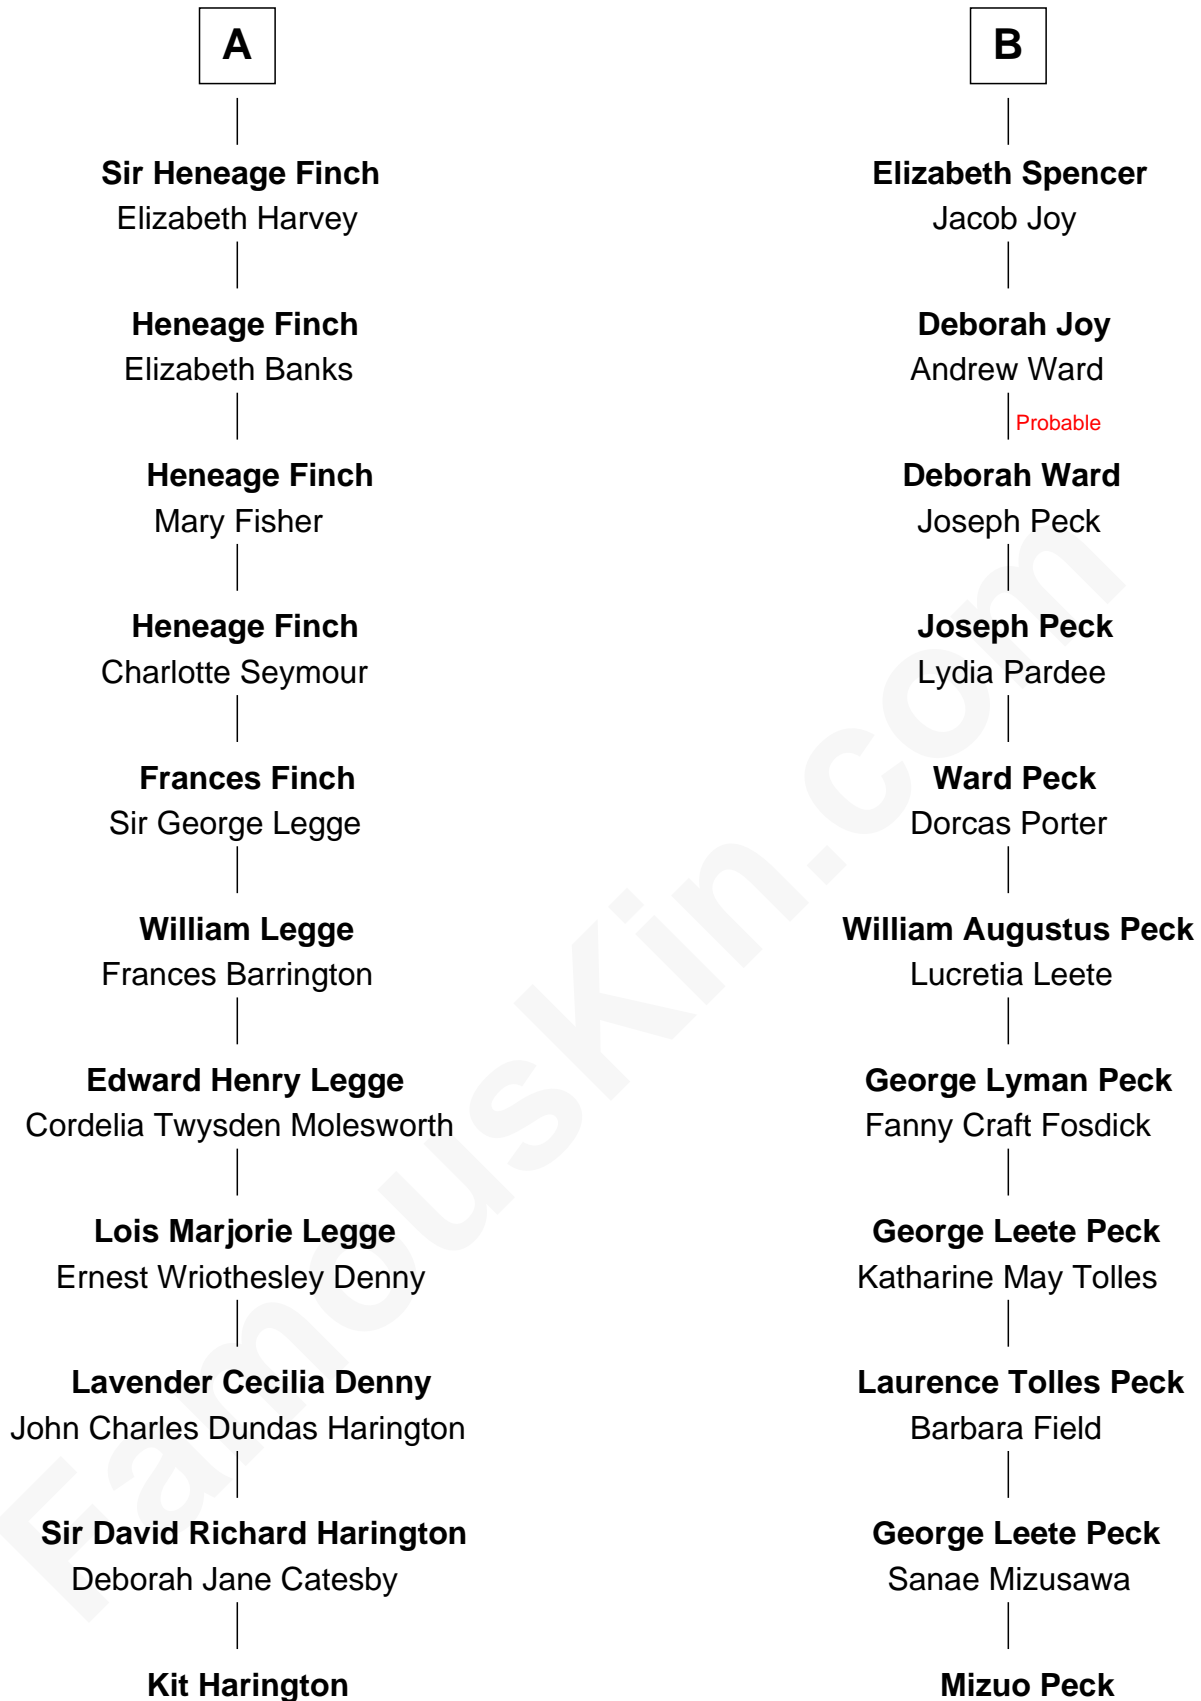 A
Sir Heneage Finch
Elizabeth Harvey
Heneage Finch
Elizabeth Banks
Heneage Finch
Mary Fisher
Heneage Finch
Charlotte Seymour
Frances Finch
Sir George Legge
William Legge
Frances Barrington
Edward Henry Legge
Cordelia Twysden Molesworth
Lois Marjorie Legge
Ernest Wriothesley Denny
Lavender Cecilia Denny
John Charles Dundas Harington
Sir David Richard Harington
Deborah Jane Catesby
Kit Harington
B
Elizabeth Spencer
Jacob Joy
Deborah Joy
Andrew Ward
Probable
Deborah Ward
Joseph Peck
Joseph Peck
Lydia Pardee
Ward Peck
Dorcas Porter
William Augustus Peck
Lucretia Leete
George Lyman Peck
Fanny Craft Fosdick
George Leete Peck
Katharine May Tolles
Laurence Tolles Peck
Barbara Field
George Leete Peck
Sanae Mizusawa
Mizuo Peck
FamousKin.com